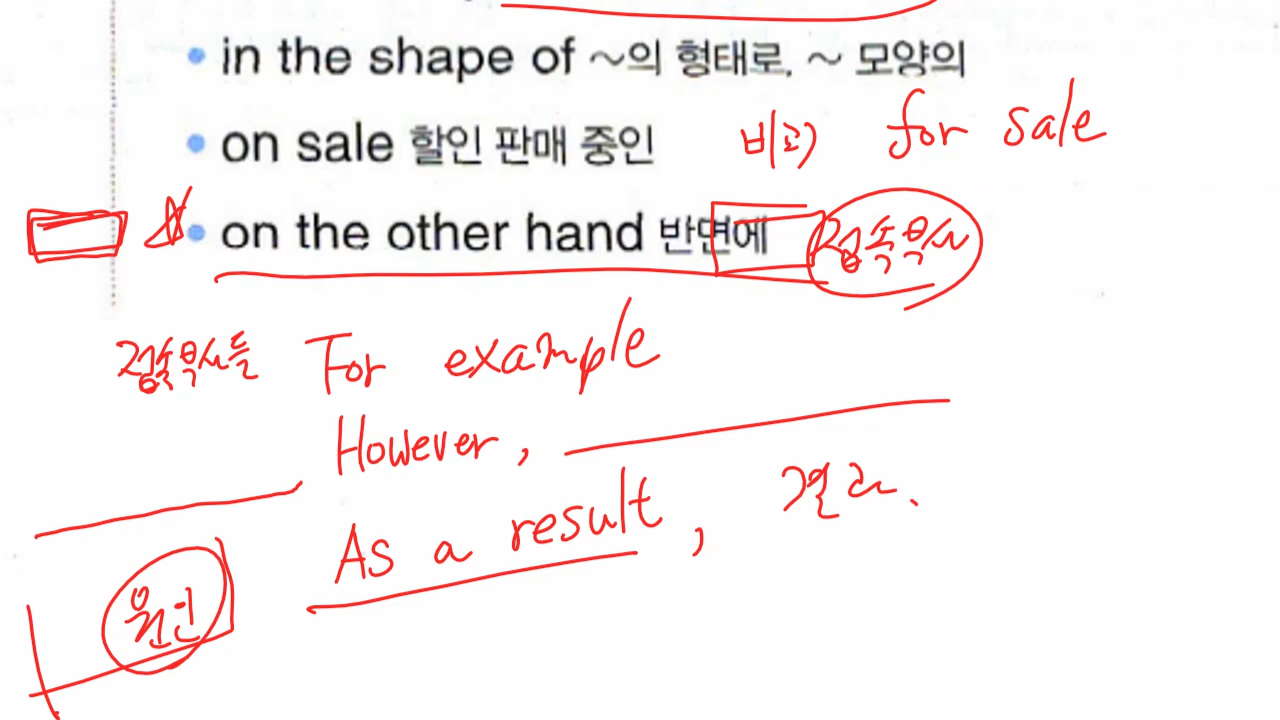 • in the shape of ~의 형태로, ~ 모양의
• on sale 할인 판매 중인 비교) for sale
• on the other hand 반면에 접속부사
접속부사들 For example
However,
As a result, 결과.
원인